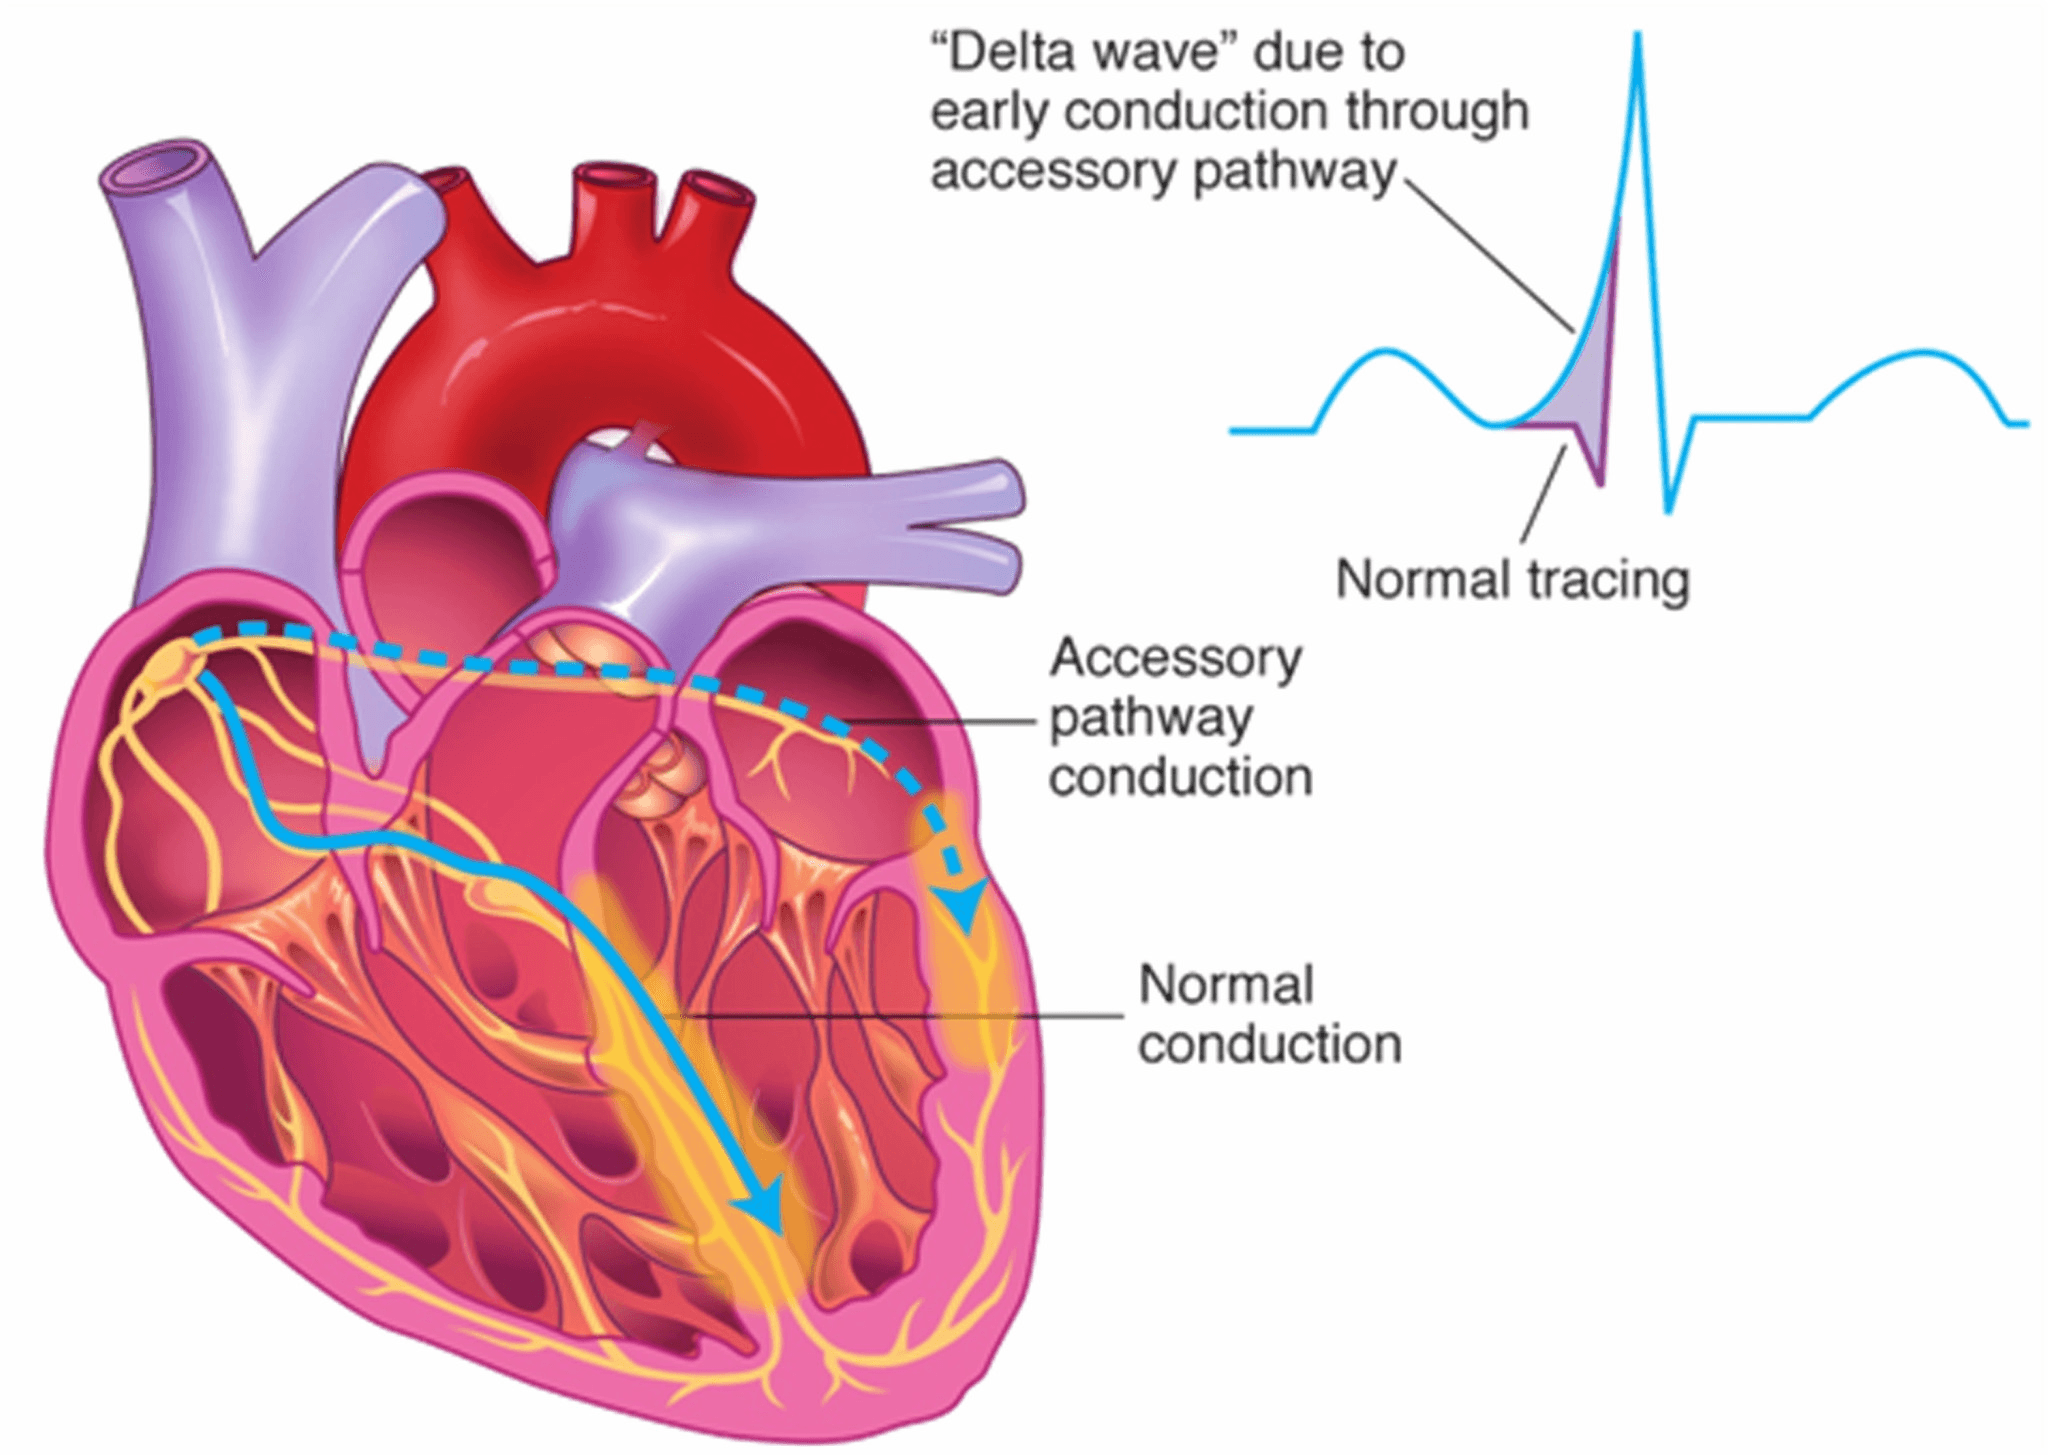 “Delta wave” due to
early conduction through
accessory pathway
Normal tracing
Accessory
pathway
conduction
Normal
conduction